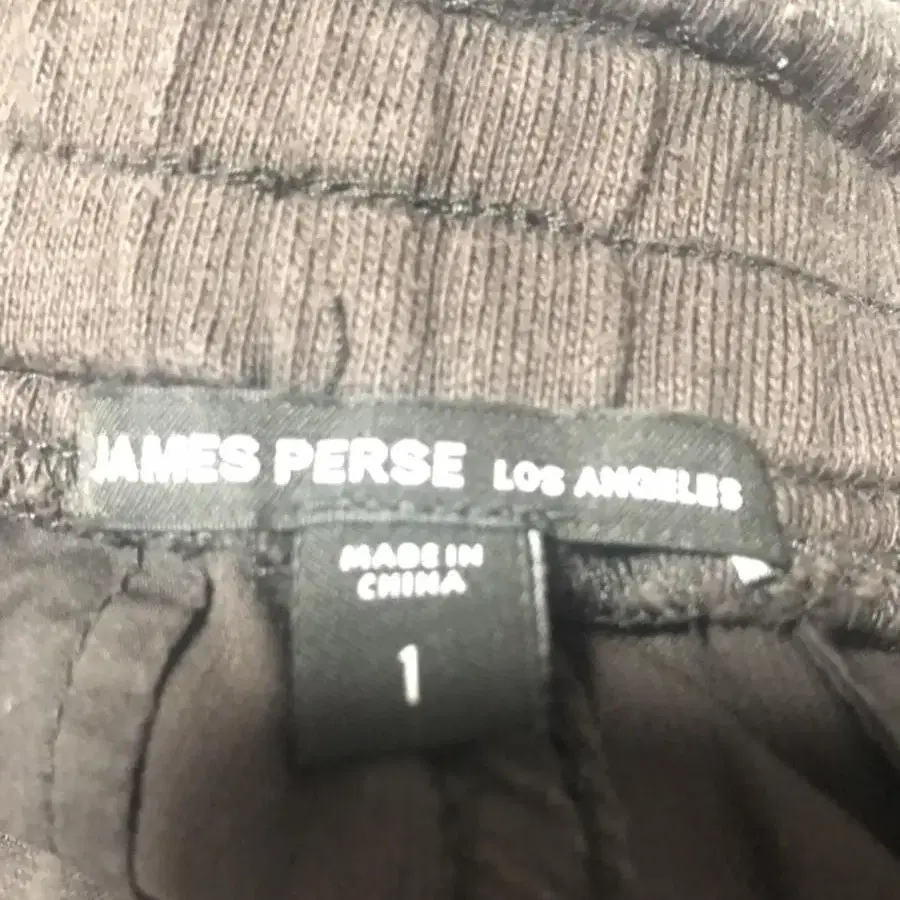 JAMES PERSE LOS ANGELES
MADE IN
CHINA
1